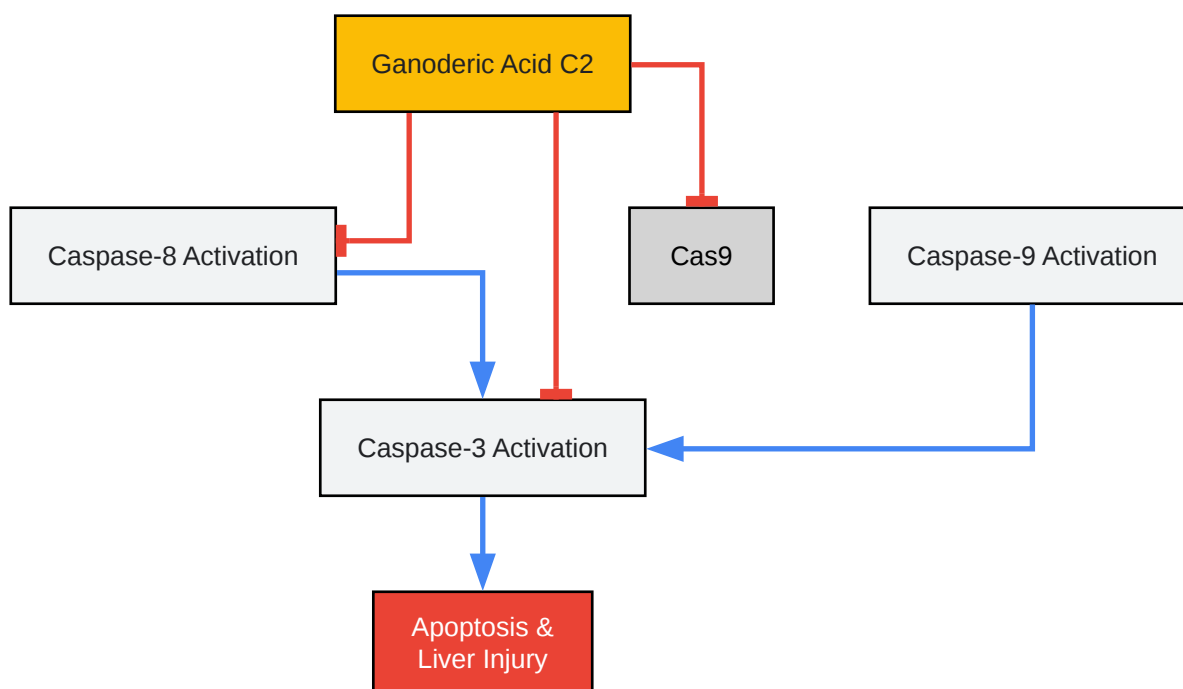 Ganoderic Acid C2
Caspase-8 Activation
Cas9
Caspase-9 Activation
Caspase-3 Activation
Apoptosis &
Liver Injury